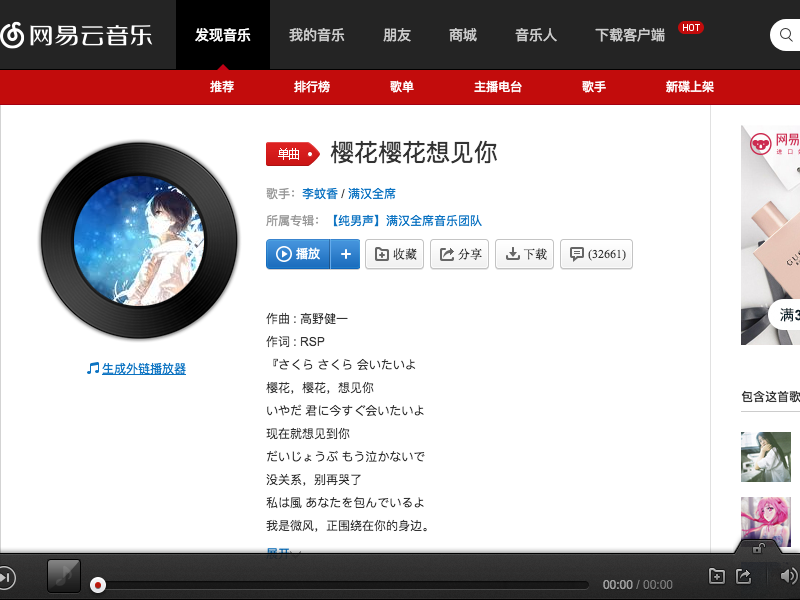 网易云音乐
发现音乐 我的音乐 朋友 商城 音乐人 下载客户端 HOT
推荐 排行榜 歌单 主播电台 歌手 新碟上架
单曲 樱花樱花想见你
歌手：李蚊香 / 满汉全席
所属专辑：【纯男声】满汉全席音乐团队
播放 + 收藏 分享 下载 (32661)
生成外链播放器
作曲 : 高野健一
作词 : RSP
『さくら さくら 会いたいよ
樱花，樱花，想见你
いやだ 君に今すぐ会いたいよ
现在就想见到你
だいじょうぶ もう泣かないで
没关系，别再哭了
私は風 あなたを包んでいるよ
我是微风，正围绕在你的身边。
展开
网易
满3
包含这首歌
00:00 / 00:00